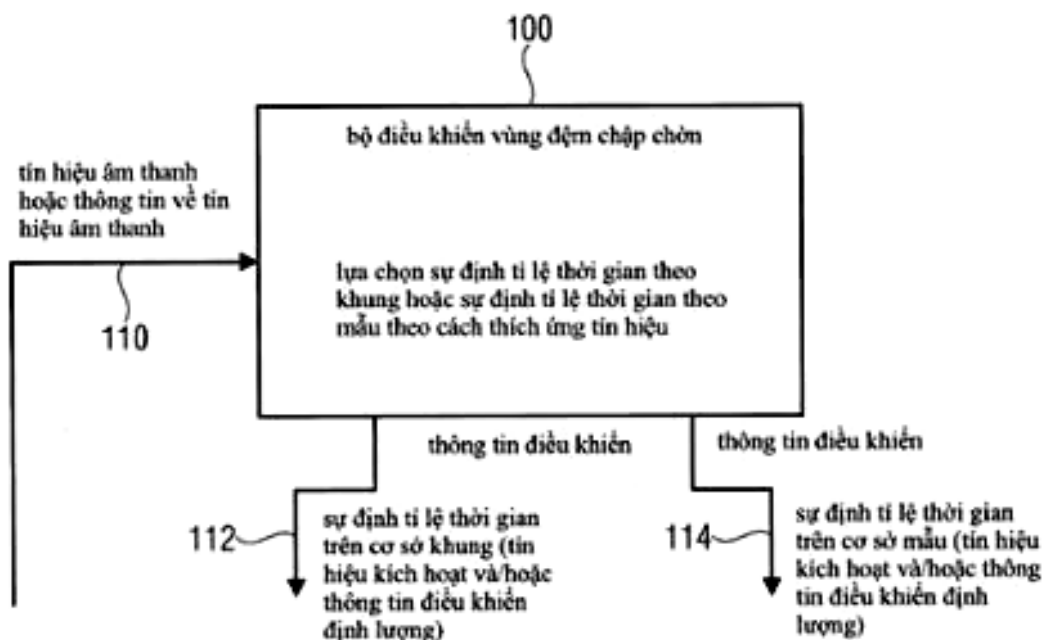 100
bộ điều khiển vùng đệm chập chờn
tín hiệu âm thanh
hoặc thông tin về tín
hiệu âm thanh
lựa chọn sự định tỉ lệ thời gian theo
khung hoặc sự định tỉ lệ thời gian theo
mẫu theo cách thích ứng tín hiệu
110
thông tin điều khiển
thông tin điều khiển
112
sự định tỉ lệ thời gian
trên cơ sở khung (tín
hiệu kích hoạt và/hoặc
thông tin điều khiển
định lượng)
114
sự định tỉ lệ thời gian
trên cơ sở mẫu (tín hiệu
kích hoạt và/hoặc thông
tin điều khiển định
lượng)